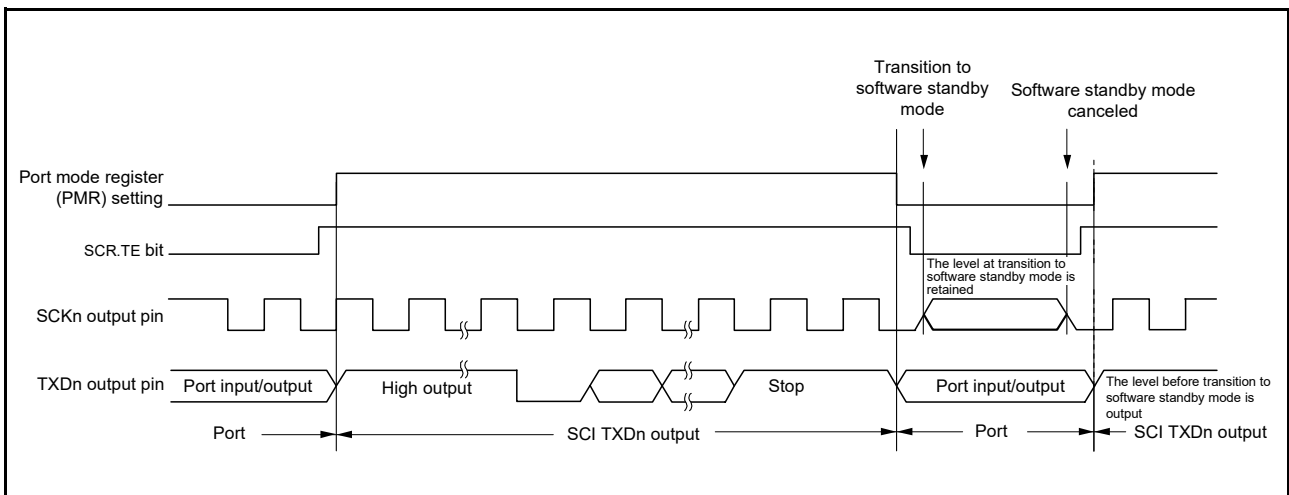 Transition to
software standby
mode
Software standby mode
canceled
Port mode register
(PMR) setting
SCR.TE bit
The level at transition to
software standby mode is
retained
SCKn output pin
TXDn output pin
Port input/output
High output
Stop
Port input/output
The level before transition to
software standby mode is
output
Port
SCI TXDn output
Port
SCI TXDn output